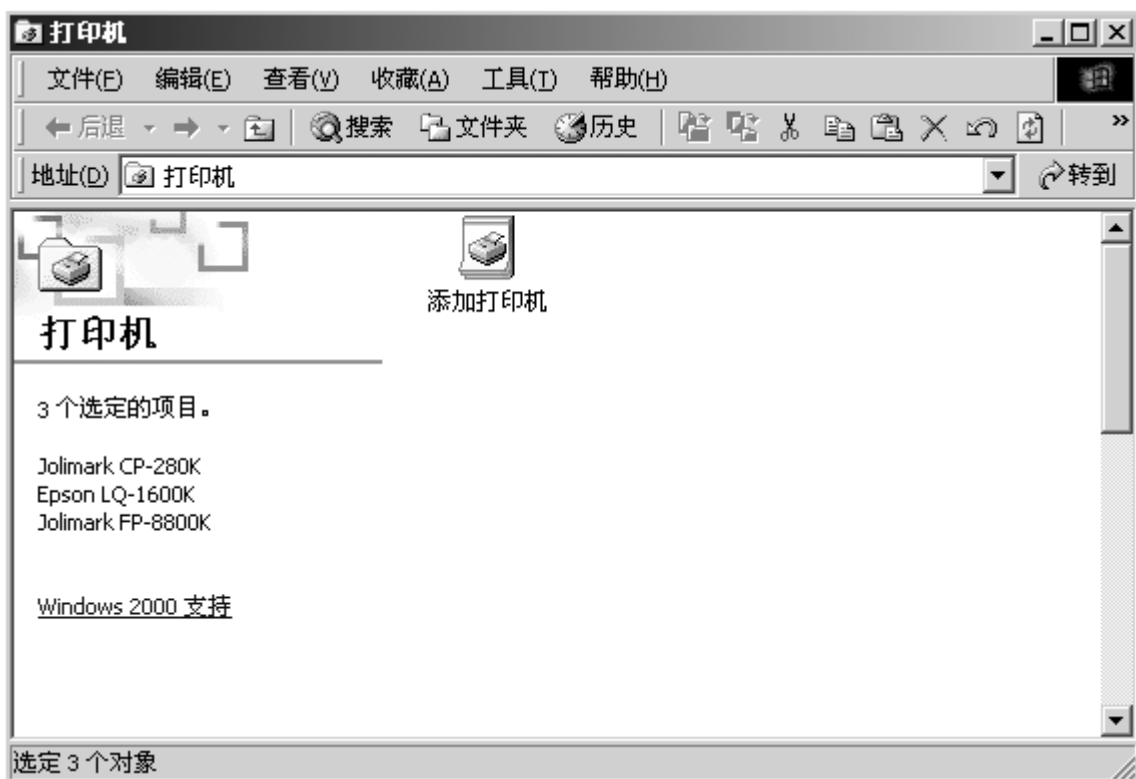 打印机
文件(F) 编辑(E) 查看(V) 收藏(A) 工具(T) 帮助(H)
后退 搜索 文件夹 历史 »
地址(D) 打印机 转到
添加打印机
打印机
3 个选定的项目。
Jolimark CP-280K
Epson LQ-1600K
Jolimark FP-8800K
Windows 2000 支持
选定 3 个对象